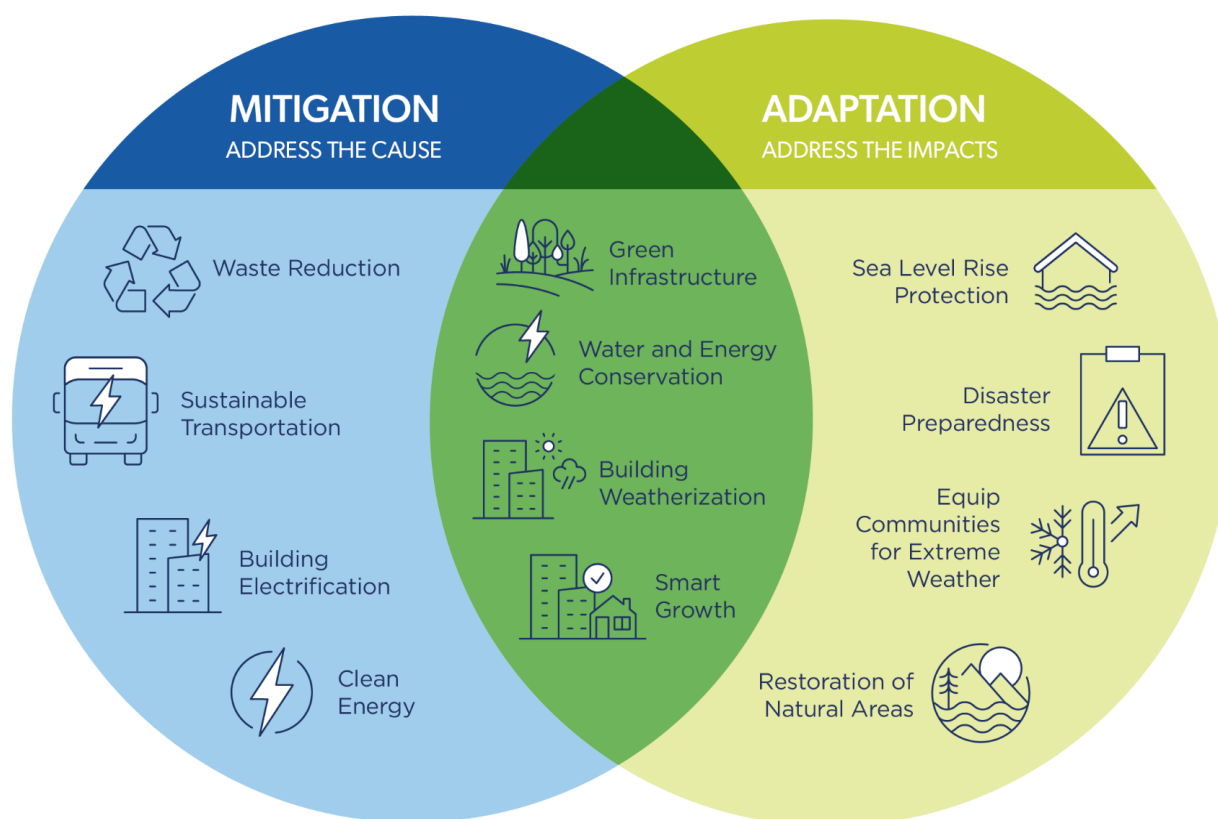 MITIGATION
ADDRESS THE CAUSE
Waste Reduction
Sustainable
Transportation
Building
Electrification
Clean
Energy
Green
Infrastructure
Water and Energy
Conservation
Building
Weatherization
Smart
Growth
ADAPTATION
ADDRESS THE IMPACTS
Sea Level Rise
Protection
Disaster
Preparedness
Equip
Communities
for Extreme
Weather
Restoration of
Natural Areas